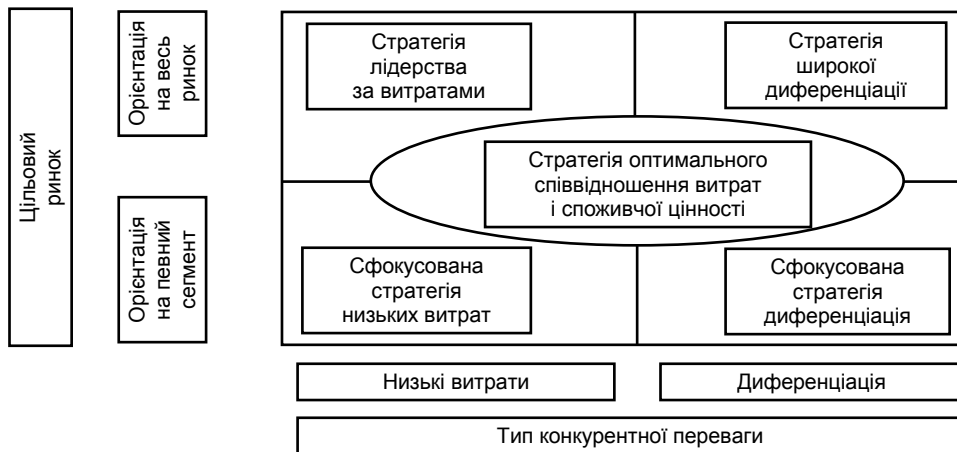 Цільовий
ринок
Орієнтація
на весь
ринок
Орієнтація
на певний
сегмент
Стратегія
лідерства
за витратами
Стратегія
широкої
диференціації
Стратегія оптимального
співвідношення витрат
і споживчої цінності
Сфокусована
стратегія
низьких витрат
Сфокусована
стратегія
диференціація
Низькі витрати
Диференціація
Тип конкурентної переваги